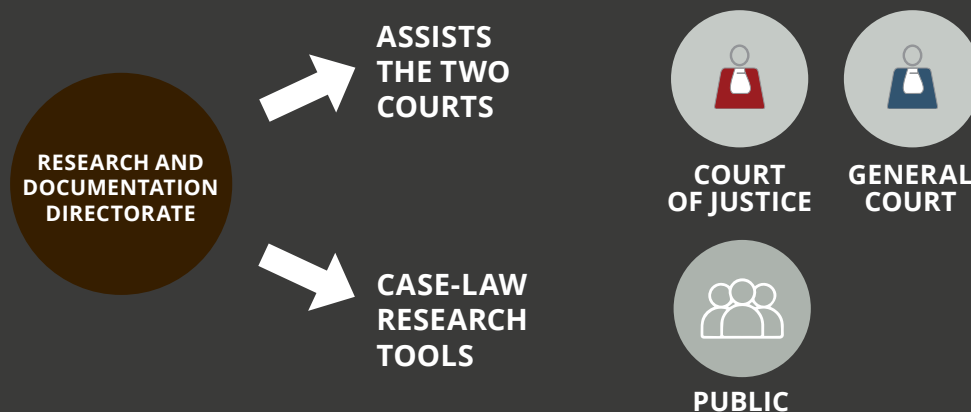 RESEARCH AND
DOCUMENTATION
DIRECTORATE
ASSISTS
THE TWO
COURTS
COURT
OF JUSTICE
GENERAL
COURT
CASE-LAW
RESEARCH
TOOLS
PUBLIC